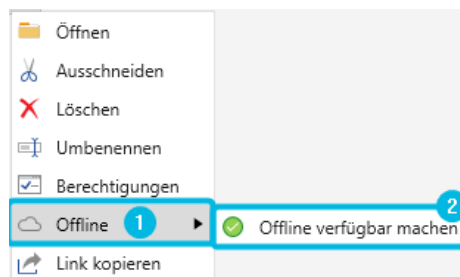 Öffnen
Ausschneiden
Löschen
Umbenennen
Berechtigungen
Offline 1
2
Offline verfügbar machen
Link kopieren